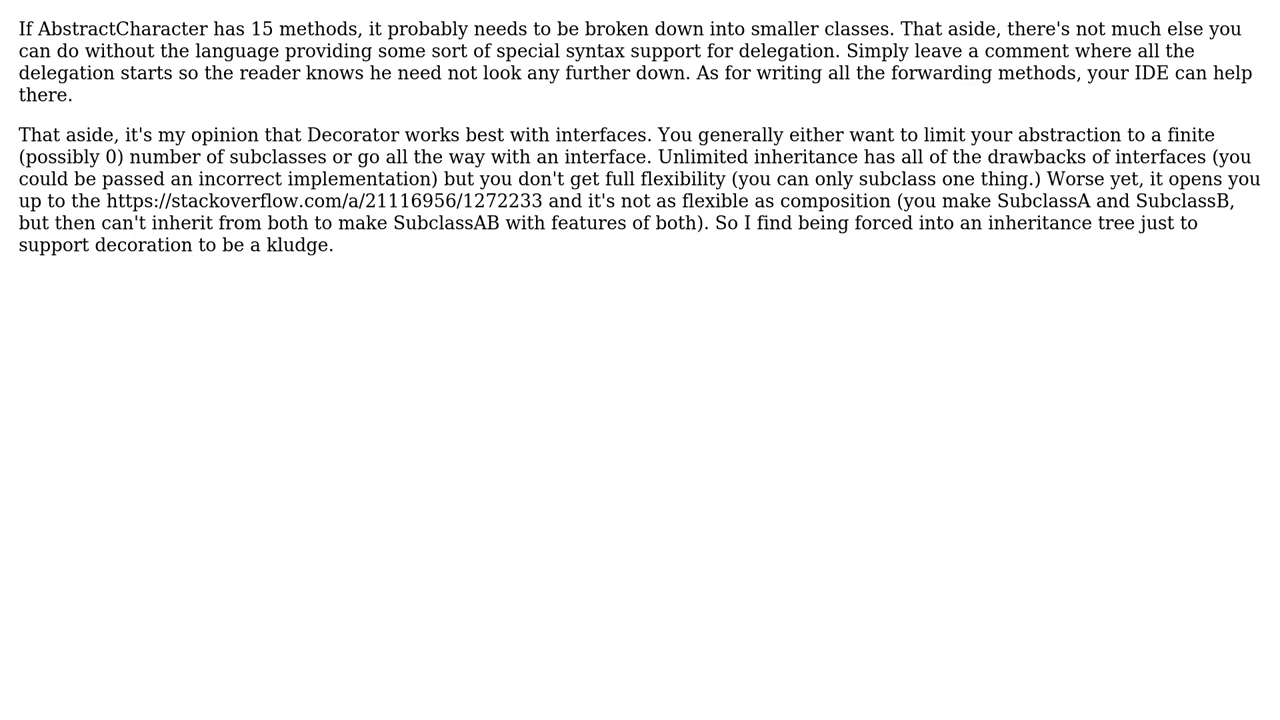 If AbstractCharacter has 15 methods, it probably needs to be broken down into smaller classes. That aside, there's not much else you
can do without the language providing some sort of special syntax support for delegation. Simply leave a comment where all the
delegation starts so the reader knows he need not look any further down. As for writing all the forwarding methods, your IDE can help
there.
That aside, it's my opinion that Decorator works best with interfaces. You generally either want to limit your abstraction to a finite
(possibly 0) number of subclasses or go all the way with an interface. Unlimited inheritance has all of the drawbacks of interfaces (you
could be passed an incorrect implementation) but you don't get full flexibility (you can only subclass one thing.) Worse yet, it opens you
up to the https://stackoverflow.com/a/21116956/1272233 and it's not as flexible as composition (you make SubclassA and SubclassB,
but then can't inherit from both to make SubclassAB with features of both). So I find being forced into an inheritance tree just to
support decoration to be a kludge.